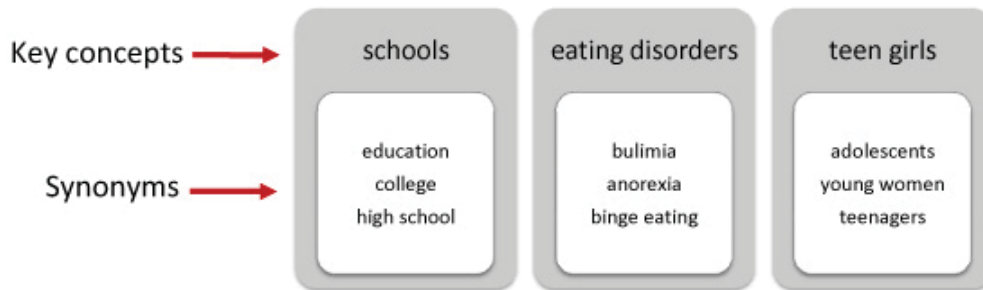 Key concepts
schools
eating disorders
teen girls
Synonyms
education
college
high school
bulimia
anorexia
binge eating
adolescents
young women
teenagers